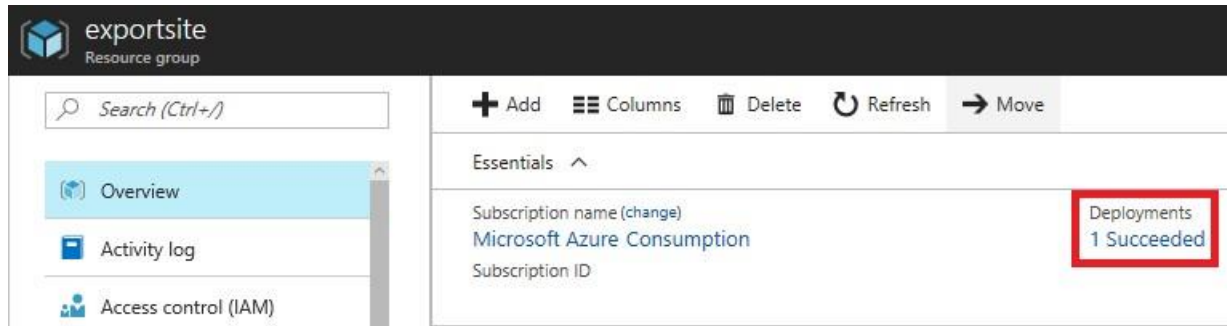 exportsite
Resource group
Search (Ctrl+/)
Add Columns Delete Refresh Move
Essentials
Overview
Subscription name (change) Deployments
Microsoft Azure Consumption 1 Succeeded
Activity log
Subscription ID
Access control (IAM)